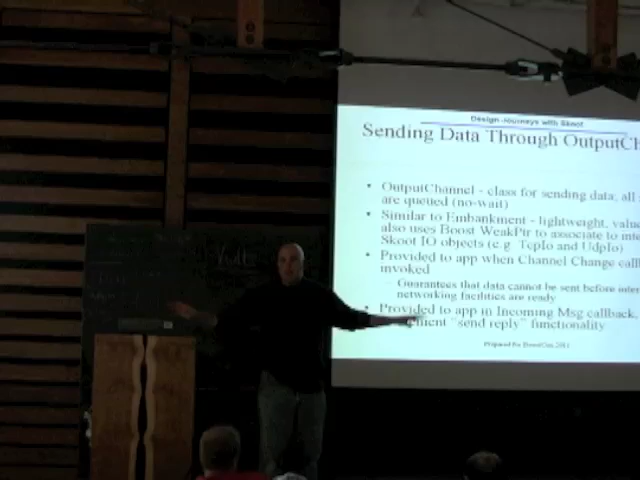 Design Journeys with Skoot
Sending Data Through OutputCh
• OutputChannel - class for sending data; all
are queued (no-wait)
• Similar to Embankment - lightweight, value
also uses Boost WeakPtr to associate to inte
Skoot IO objects (e.g. TcpIo and UdpIo)
• Provided to app when Channel Change call
invoked
Guarantees that data cannot be sent before inter
networking facilities are ready
• Provided to app in Incoming Msg callback,
"send reply" functionality
Prepared for BoostCon 2011